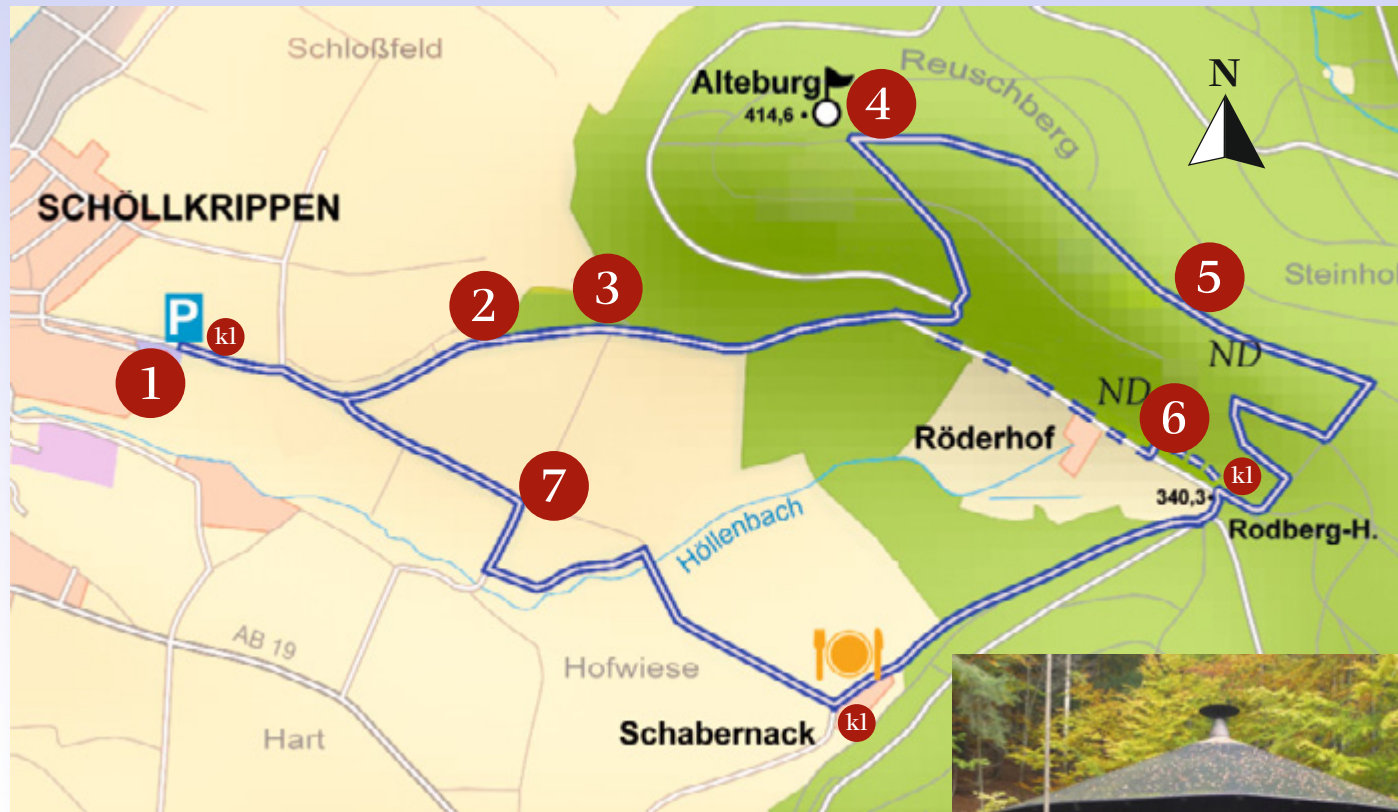 Schloßfeld
Alteburg
414,6
4
Reuschberg
N
SCHÖLLKRIPPEN
P
kl
1
2
3
5
ND
ND
6
kl
Röderhof
340,3
Rodberg-H.
7
Höllenbach
AB 19
Hofwiese
Hart
Schabernack
kl